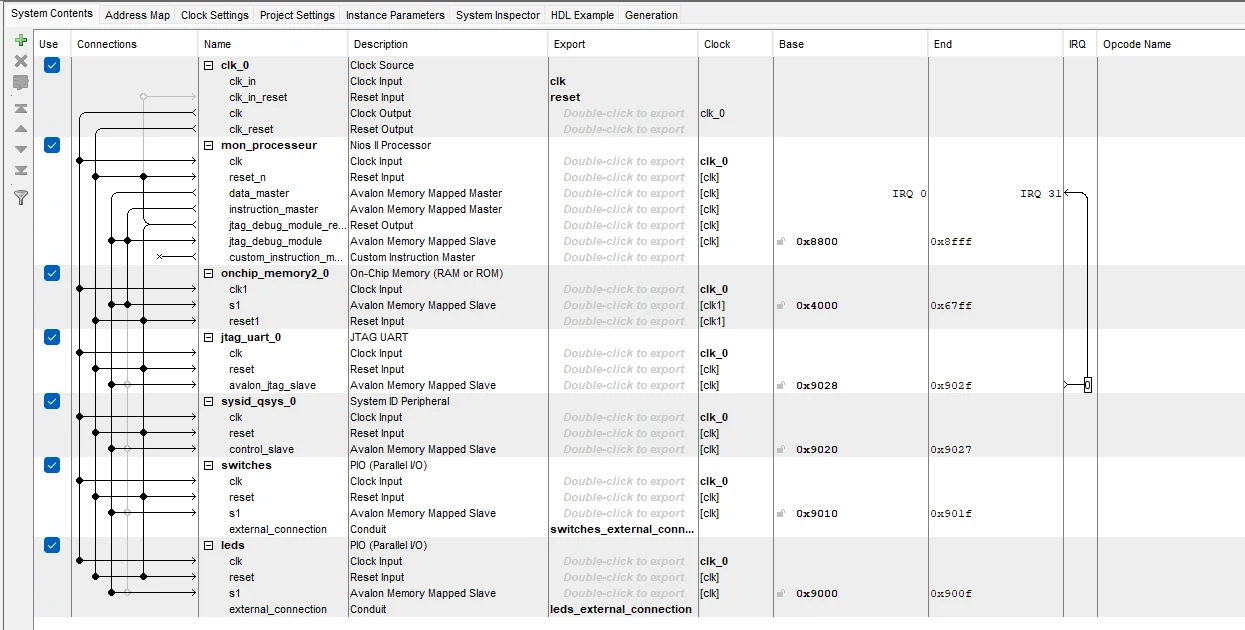 System Contents Address Map Clock Settings Project Settings Instance Parameters System Inspector HDL Example Generation
Use Connections Name Description Export Clock Base End IRQ Opcode Name
clk_0 Clock Source
clk_in Clock Input clk
clk_in_reset Reset Input reset
clk Clock Output Double-click to export clk_0
clk_reset Reset Output Double-click to export
mon_processeur Nios II Processor
clk Clock Input Double-click to export clk_0
reset_n Reset Input Double-click to export [clk]
data_master Avalon Memory Mapped Master Double-click to export [clk] IRQ 0 IRQ 31
instruction_master Avalon Memory Mapped Master Double-click to export [clk]
jtag_debug_module_re... Reset Output Double-click to export [clk]
jtag_debug_module Avalon Memory Mapped Slave Double-click to export [clk] 0x8800 0x8fff
custom_instruction_m... Custom Instruction Master Double-click to export
onchip_memory2_0 On-Chip Memory (RAM or ROM)
clk1 Clock Input Double-click to export clk_0
s1 Avalon Memory Mapped Slave Double-click to export [clk1] 0x4000 0x67ff
reset1 Reset Input Double-click to export [clk1]
jtag_uart_0 JTAG UART
clk Clock Input Double-click to export clk_0
reset Reset Input Double-click to export [clk]
avalon_jtag_slave Avalon Memory Mapped Slave Double-click to export [clk] 0x9028 0x902f 0
sysid_qsys_0 System ID Peripheral
clk Clock Input Double-click to export clk_0
reset Reset Input Double-click to export [clk]
control_slave Avalon Memory Mapped Slave Double-click to export [clk] 0x9020 0x9027
switches PIO (Parallel I/O)
clk Clock Input Double-click to export clk_0
reset Reset Input Double-click to export [clk]
s1 Avalon Memory Mapped Slave Double-click to export [clk] 0x9010 0x901f
external_connection Conduit switches_external_conn...
leds PIO (Parallel I/O)
clk Clock Input Double-click to export clk_0
reset Reset Input Double-click to export [clk]
s1 Avalon Memory Mapped Slave Double-click to export [clk] 0x9000 0x900f
external_connection Conduit leds_external_connection